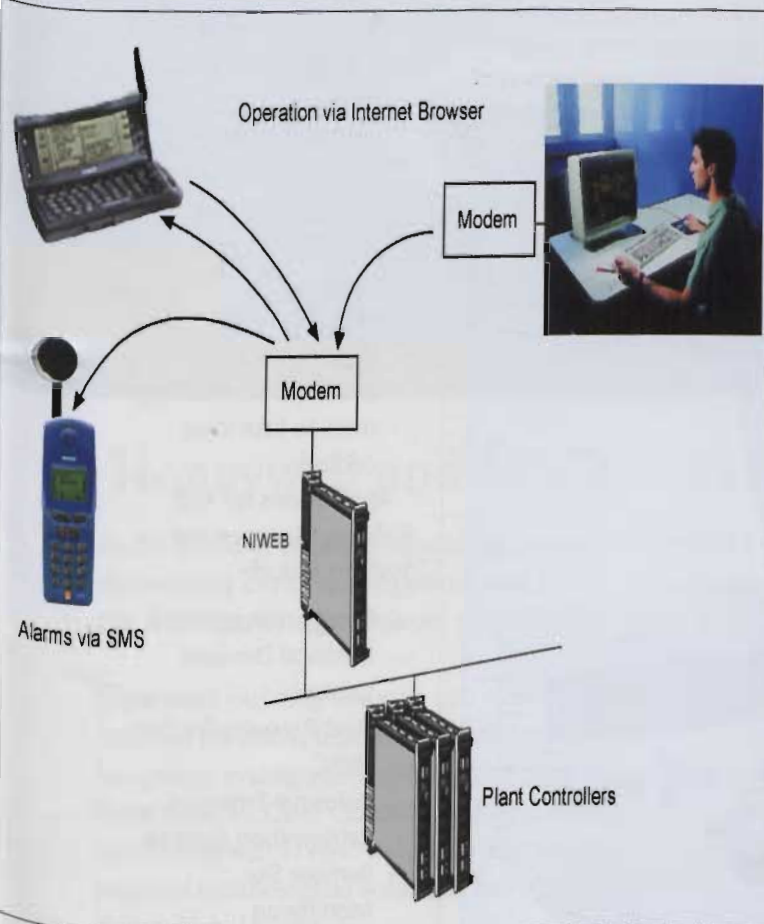 Operation via Internet Browser
Modem
Modem
NIWEB
Alarms via SMS
Plant Controllers